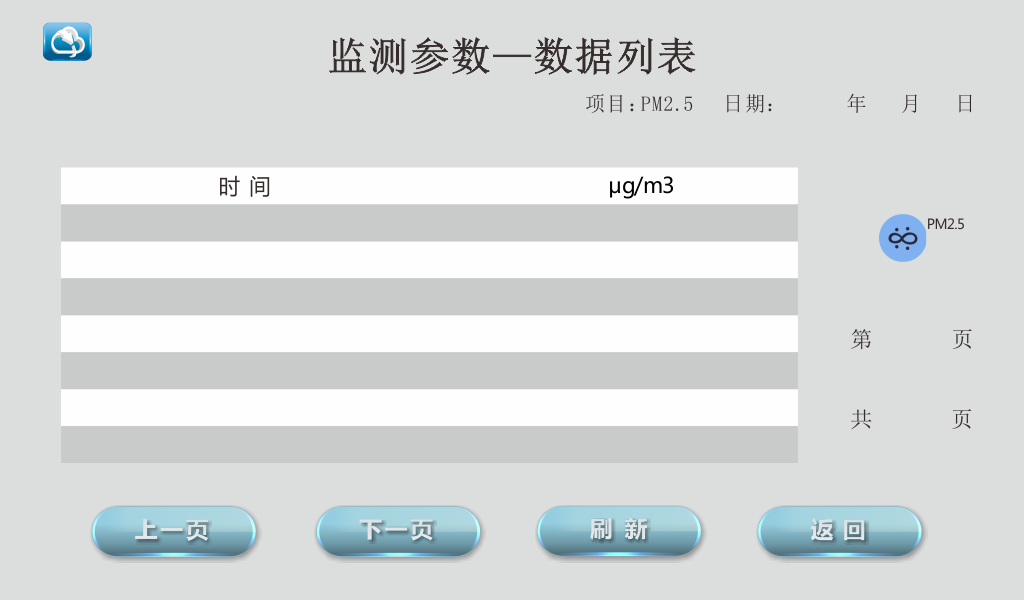 监测参数—数据列表
项目:PM2.5 日期: 年 月 日
时间 μg/m3
PM2.5
第 页
共 页
上一页 下一页 刷新 返回